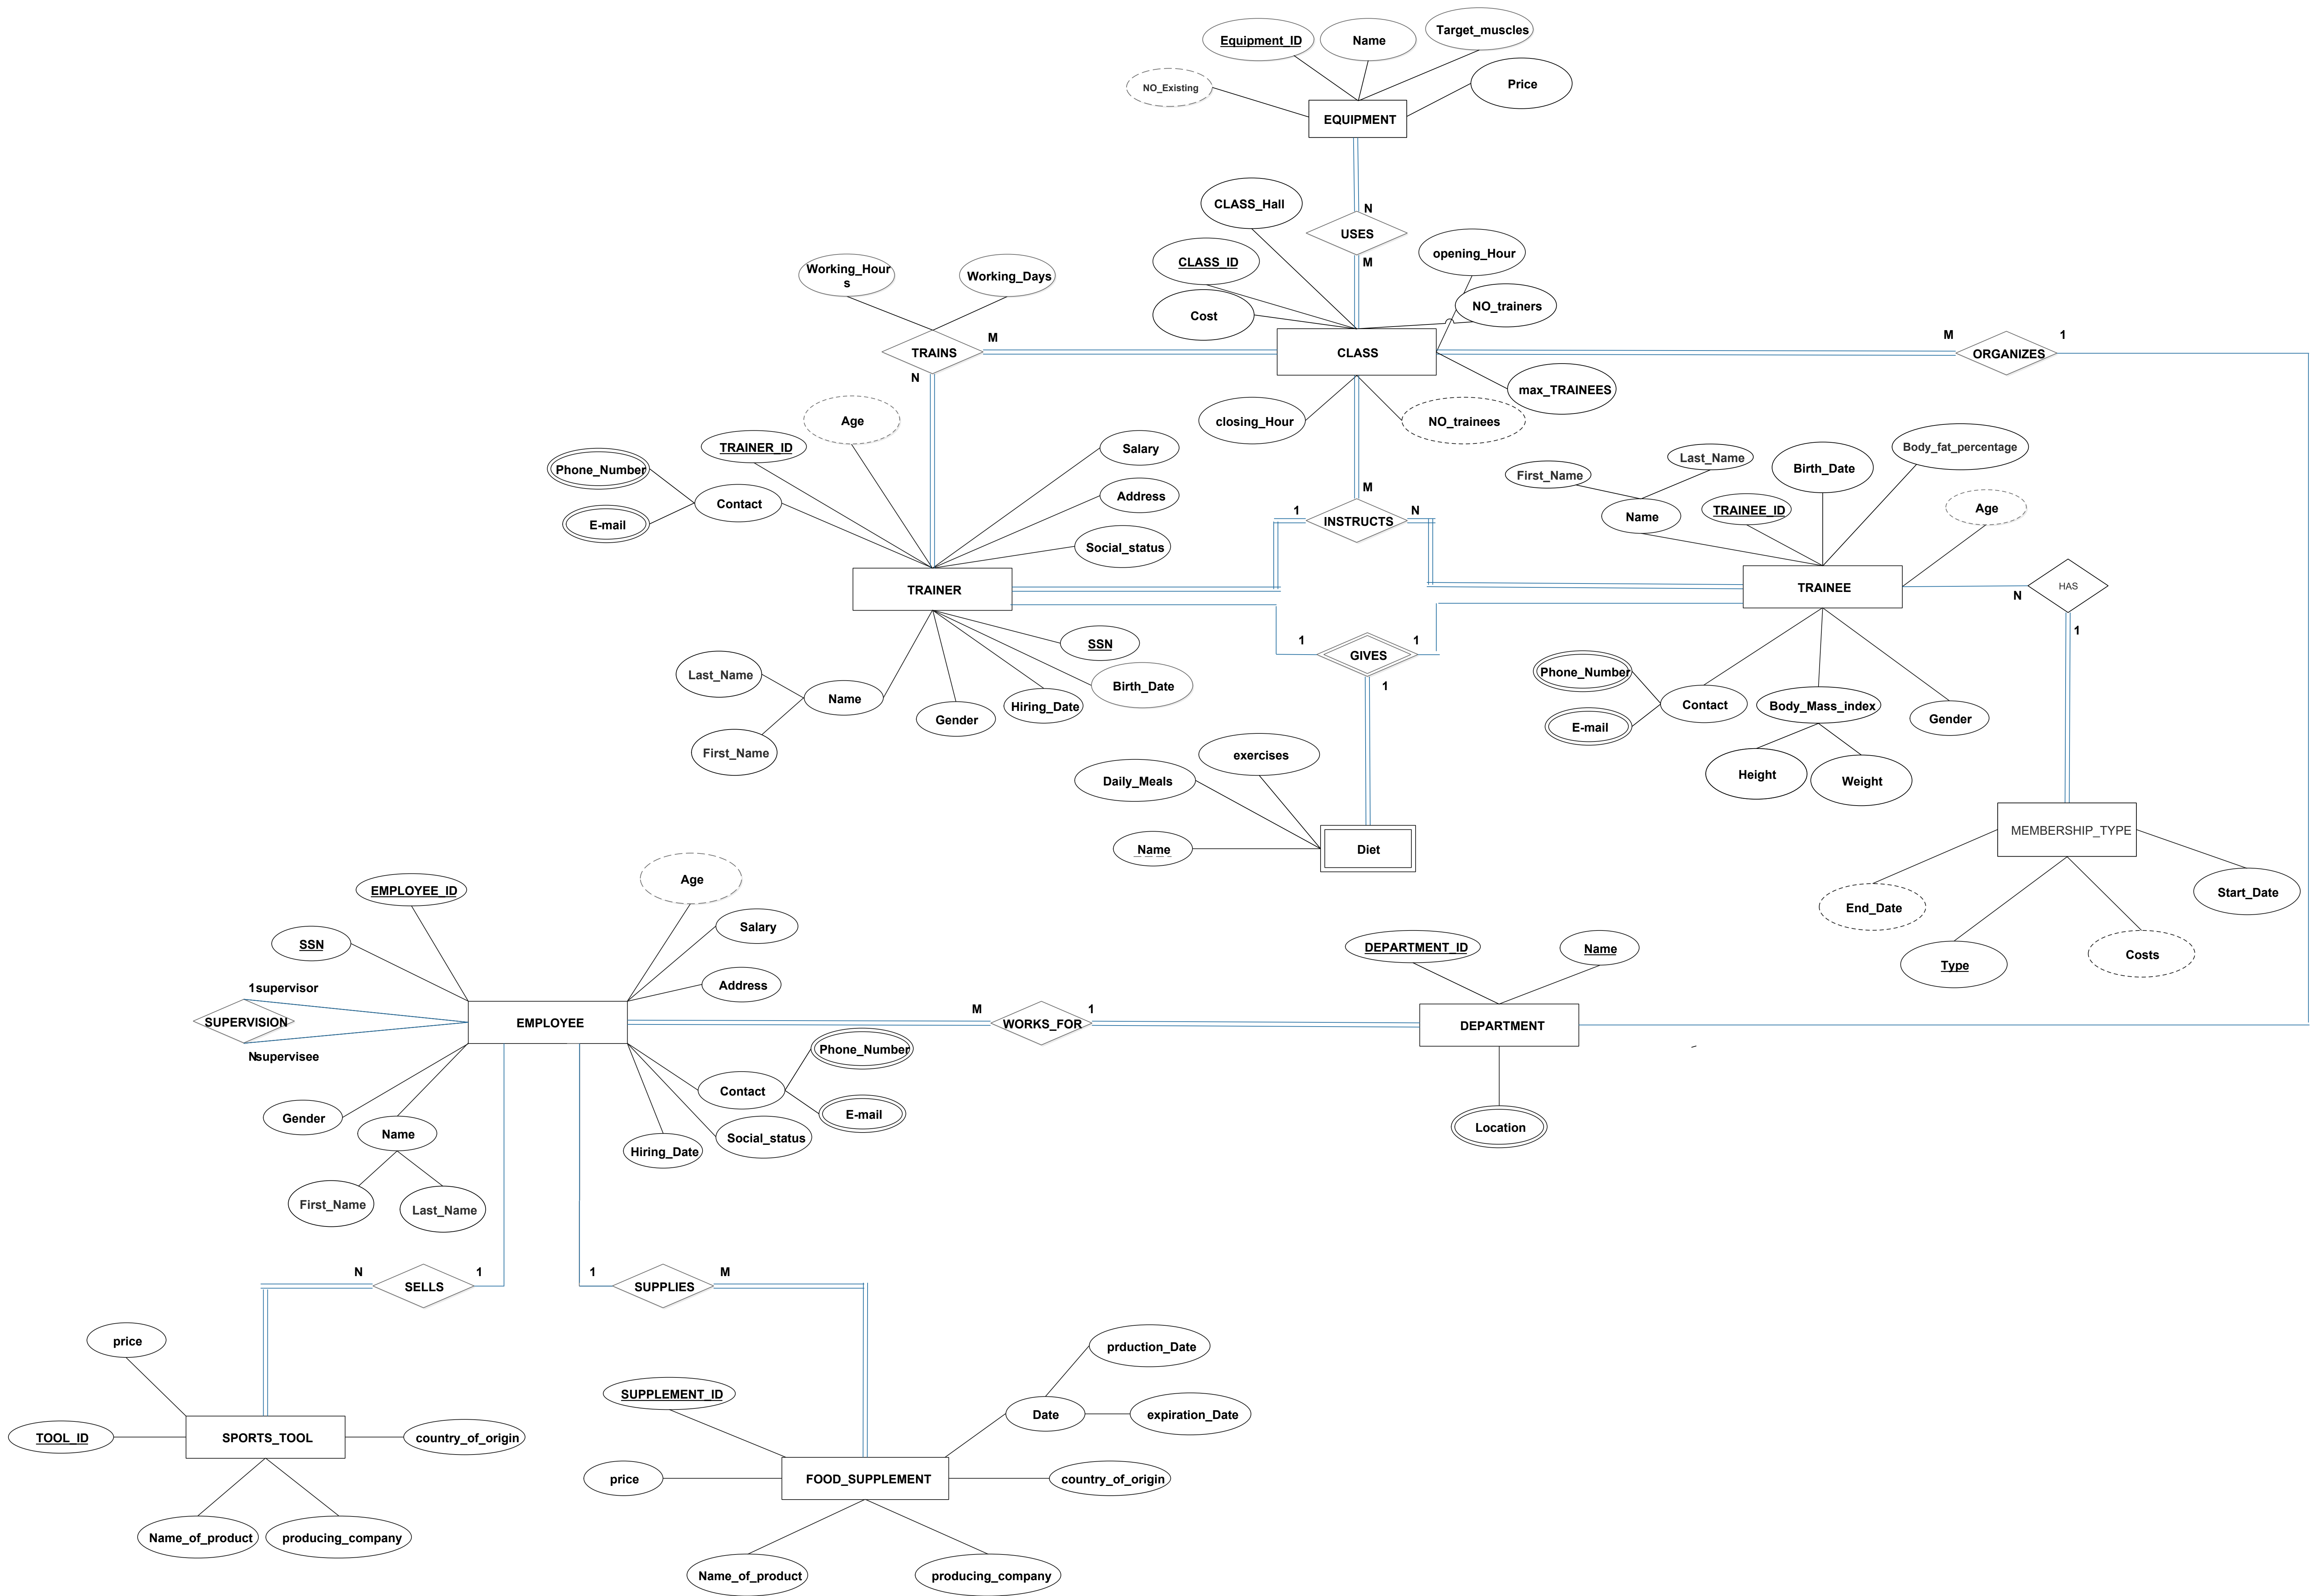 Equipment_ID
Name
Target_muscles
NO_Existing
Price
EQUIPMENT
N
USES
M
CLASS_Hall
CLASS_ID
Cost
opening_Hour
NO_trainers
CLASS
max_TRAINEES
closing_Hour
NO_trainees
Working_Hour
s
Working_Days
TRAINS
M
N
M
ORGANIZES
1
Age
TRAINER_ID
Phone_Number
Contact
E-mail
Salary
Address
Social_status
TRAINER
M
1
INSTRUCTS
N
First_Name
Last_Name
Name
TRAINEE_ID
Birth_Date
Body_fat_percentage
Age
TRAINEE
N
HAS
1
Last_Name
Name
First_Name
Gender
Hiring_Date
Birth_Date
SSN
1
GIVES
1
1
Phone_Number
E-mail
Contact
Body_Mass_index
Gender
Height
Weight
exercises
Daily_Meals
Name
Diet
MEMBERSHIP_TYPE
End_Date
Type
Costs
Start_Date
EMPLOYEE_ID
SSN
Age
Salary
Address
1
supervisor
SUPERVISION
N
supervisee
EMPLOYEE
M
WORKS_FOR
1
DEPARTMENT_ID
Name
DEPARTMENT
Location
Phone_Number
Contact
E-mail
Social_status
Hiring_Date
Gender
Name
First_Name
Last_Name
N
SELLS
1
1
SUPPLIES
M
price
TOOL_ID
SPORTS_TOOL
country_of_origin
Name_of_product
producing_company
SUPPLEMENT_ID
prduction_Date
Date
expiration_Date
price
FOOD_SUPPLEMENT
country_of_origin
Name_of_product
producing_company